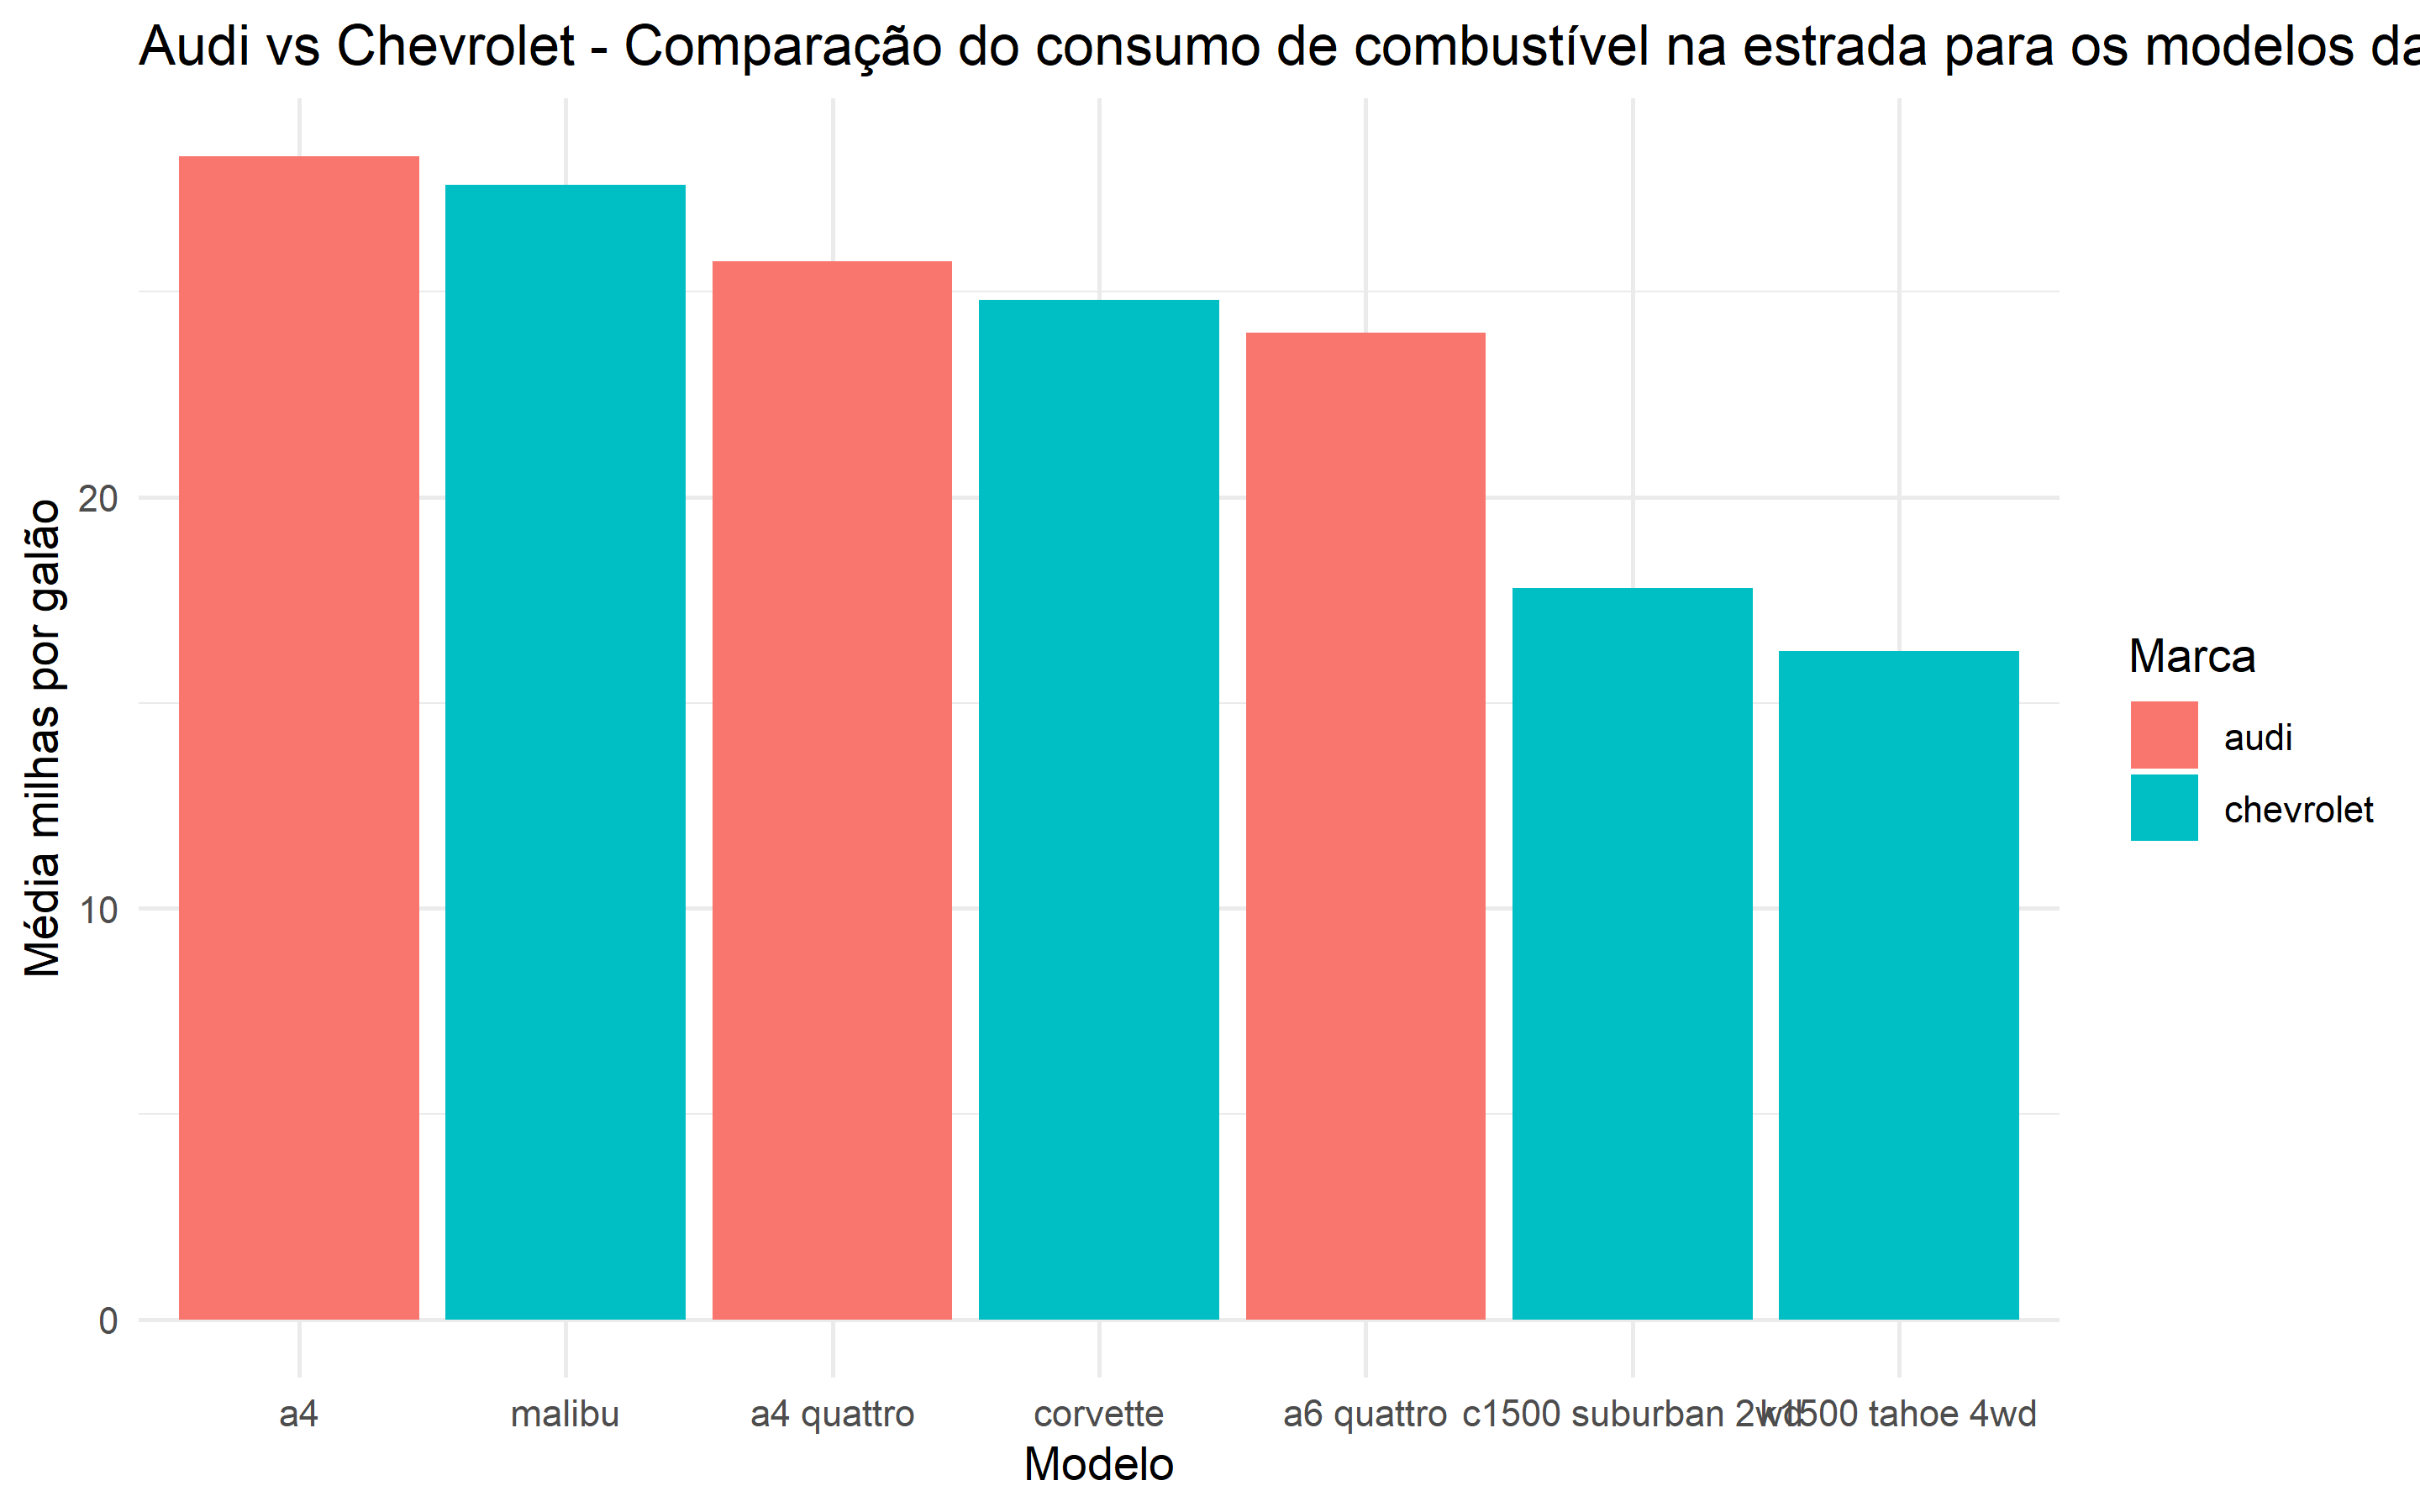 Audi vs Chevrolet - Comparação do consumo de combustível na estrada para os modelos da
Média milhas por galão
20
10
0
a4 malibu a4 quattro corvette a6 quattro c1500 suburban 2wd k1500 tahoe 4wd
Modelo
Marca
audi
chevrolet